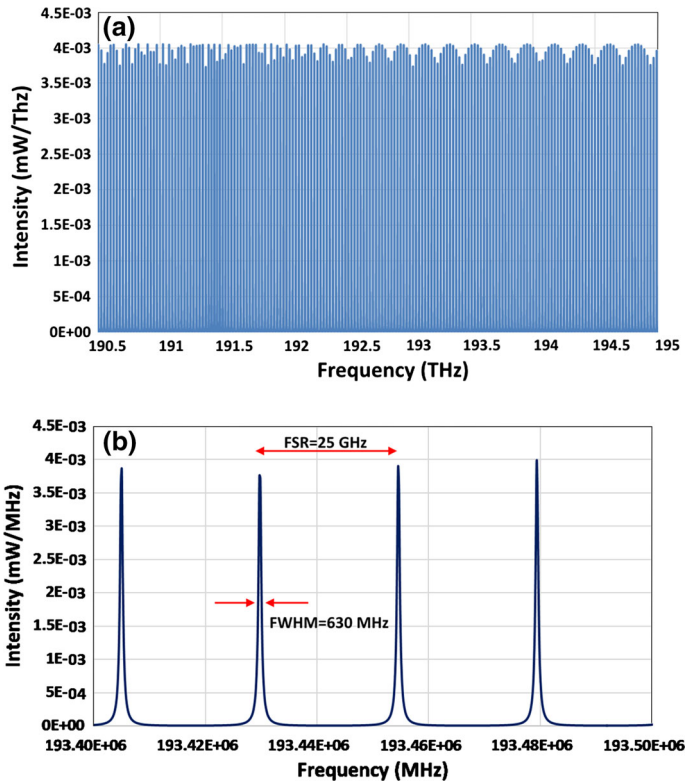 (a)
4.5E-03
4E-03
3.5E-03
3E-03
2.5E-03
2E-03
1.5E-03
1E-03
5E-04
0E+00
Intensity (mW/Thz)
190.5 191 191.5 192 192.5 193 193.5 194 194.5 195
Frequency (THz)
(b)
4.5E-03
4E-03
3.5E-03
3E-03
2.5E-03
2E-03
1.5E-03
1E-03
5E-04
0E+00
Intensity (mW/MHz)
FSR=25 GHz
FWHM=630 MHz
193.40E+06 193.42E+06 193.44E+06 193.46E+06 193.48E+06 193.50E+06
Frequency (MHz)